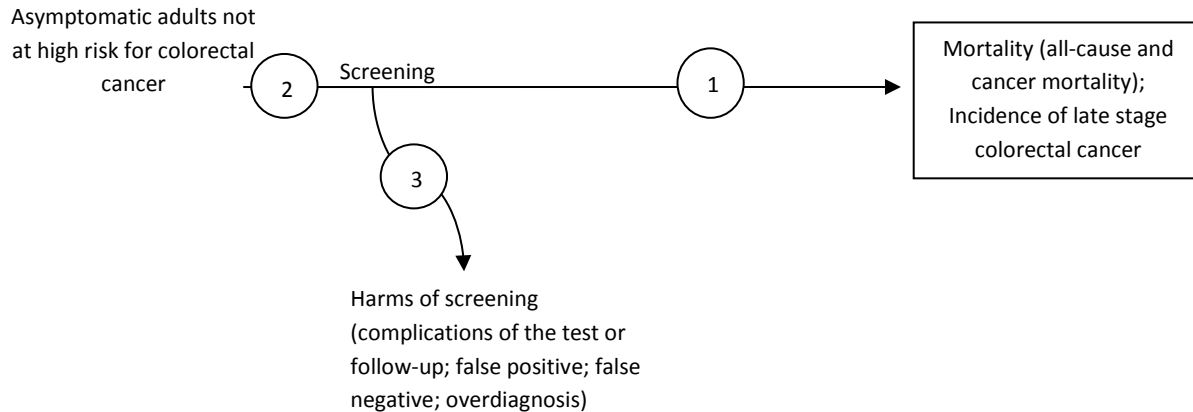 Asymptomatic adults not
at high risk for colorectal
cancer
2
Screening
1
Mortality (all-cause and
cancer mortality);
Incidence of late stage
colorectal cancer
3
Harms of screening
(complications of the test or
follow-up; false positive; false
negative; overdiagnosis)